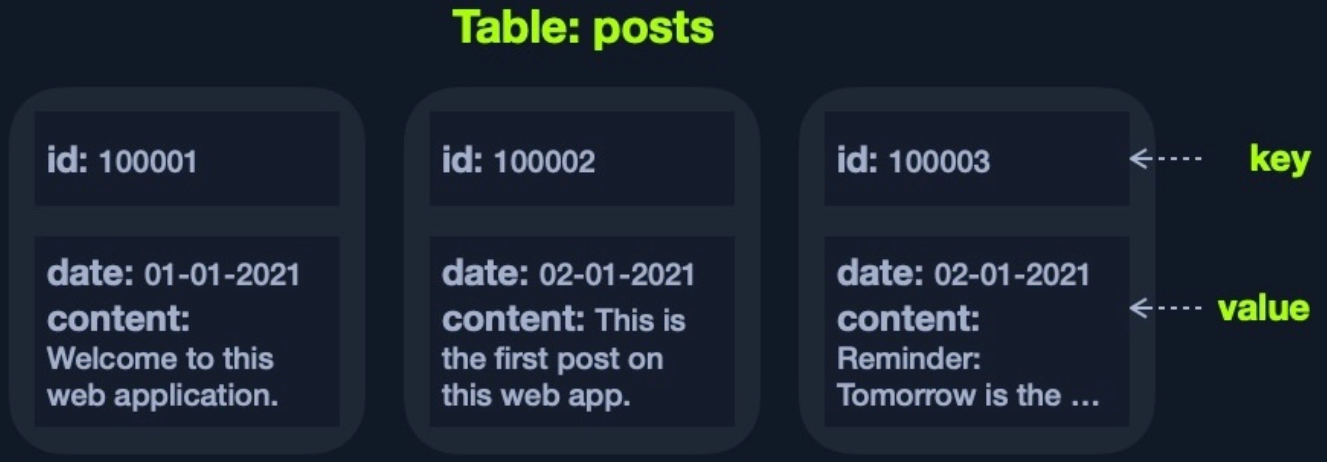 Table: posts
id: 100001
id: 100002
id: 100003
key
date: 01-01-2021
content:
Welcome to this
web application.
date: 02-01-2021
content: This is
the first post on
this web app.
date: 02-01-2021
content:
Reminder:
Tomorrow is the ...
value